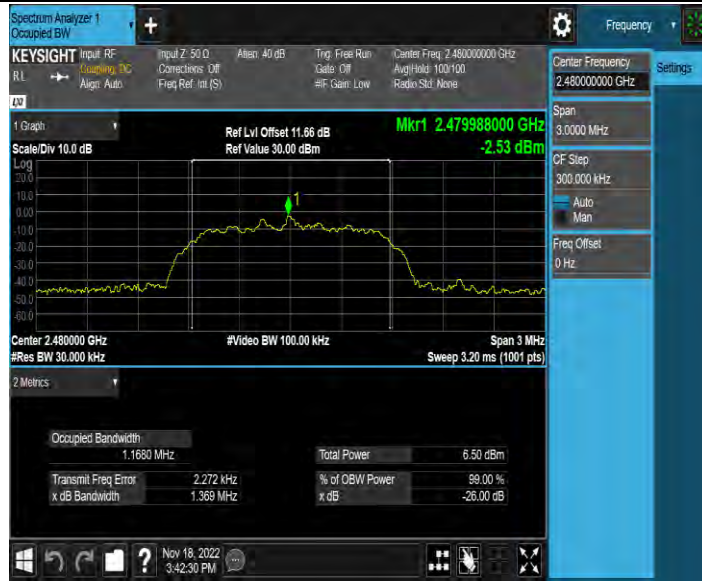 Spectrum Analyzer 1
Occupied BW
+
Frequency
KEYSIGHT
Input: RF
Coupling: DC
Align: Auto
RL
Input Z: 50 Ω
Corrections: Off
Freq Ref: Int (S)
Atten: 40 dB
Trig: Free Run
Gate: Off
#IF Gain: Low
Center Freq: 2.480000000 GHz
Avg|Hold: 100/100
Radio Std: None
LXI
Center Frequency
2.480000000 GHz
Settings
Span
3.0000 MHz
CF Step
300.000 kHz
Auto
Man
Freq Offset
0 Hz
1 Graph
Scale/Div 10.0 dB
Ref Lvl Offset 11.66 dB
Ref Value 30.00 dBm
Mkr1 2.479988000 GHz
-2.53 dBm
Log
20.0
10.0
0.00
-10.0
-20.0
-30.0
-40.0
-50.0
-60.0
1
Center 2.480000 GHz
#Res BW 30.000 kHz
#Video BW 100.00 kHz
Span 3 MHz
Sweep 3.20 ms (1001 pts)
2 Metrics
Occupied Bandwidth
1.1680 MHz
Total Power 6.50 dBm
Transmit Freq Error 2.272 kHz
% of OBW Power 99.00 %
x dB Bandwidth 1.369 MHz
x dB -26.00 dB
?
Nov 18, 2022
3:42:30 PM